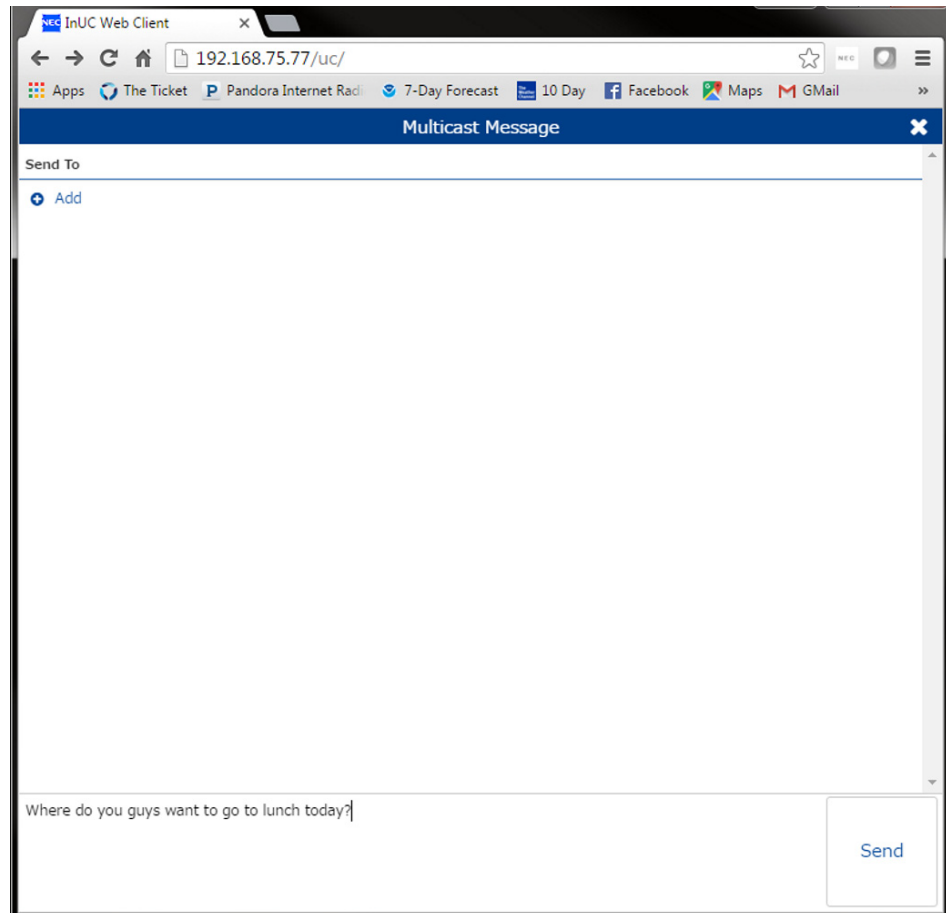 NEC InUC Web Client
192.168.75.77/uc/
NEC
Apps The Ticket P Pandora Internet Radi 7-Day Forecast 10 Day Facebook Maps GMail »
Multicast Message
Send To
Add
Where do you guys want to go to lunch today?
Send